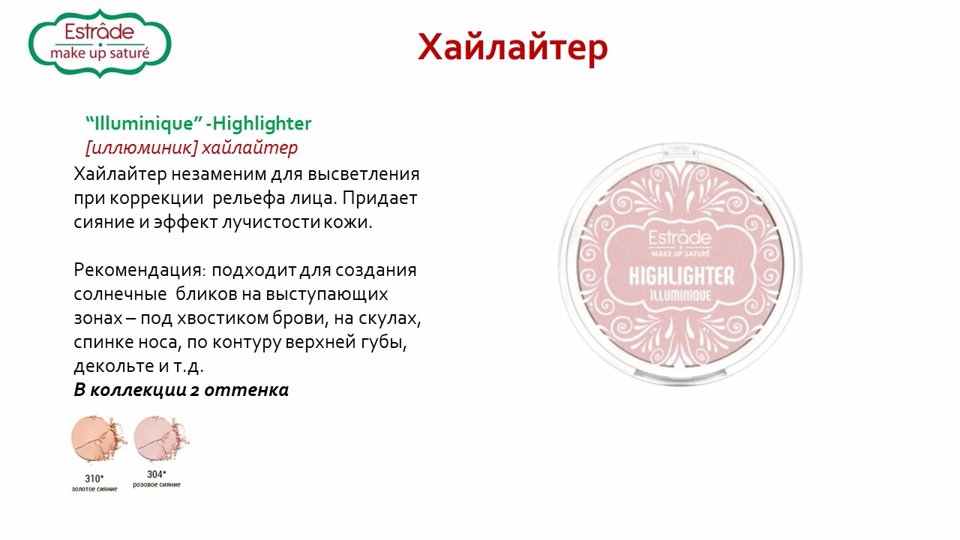 Estrâde
make up saturé
Хайлайтер
“Illuminique” -Highlighter
[иллюминик] хайлайтер
Хайлайтер незаменим для высветления
при коррекции рельефа лица. Придает
сияние и эффект лучистости кожи.
Рекомендация: подходит для создания
солнечные бликов на выступающих
зонах – под хвостиком брови, на скулах,
спинке носа, по контуру верхней губы,
декольте и т.д.
В коллекции 2 оттенка
310*
золотое сияние
304*
розовое сияние
Estrâde
MAKE UP SATURÉ
HIGHLIGHTER
ILLUMINIQUE